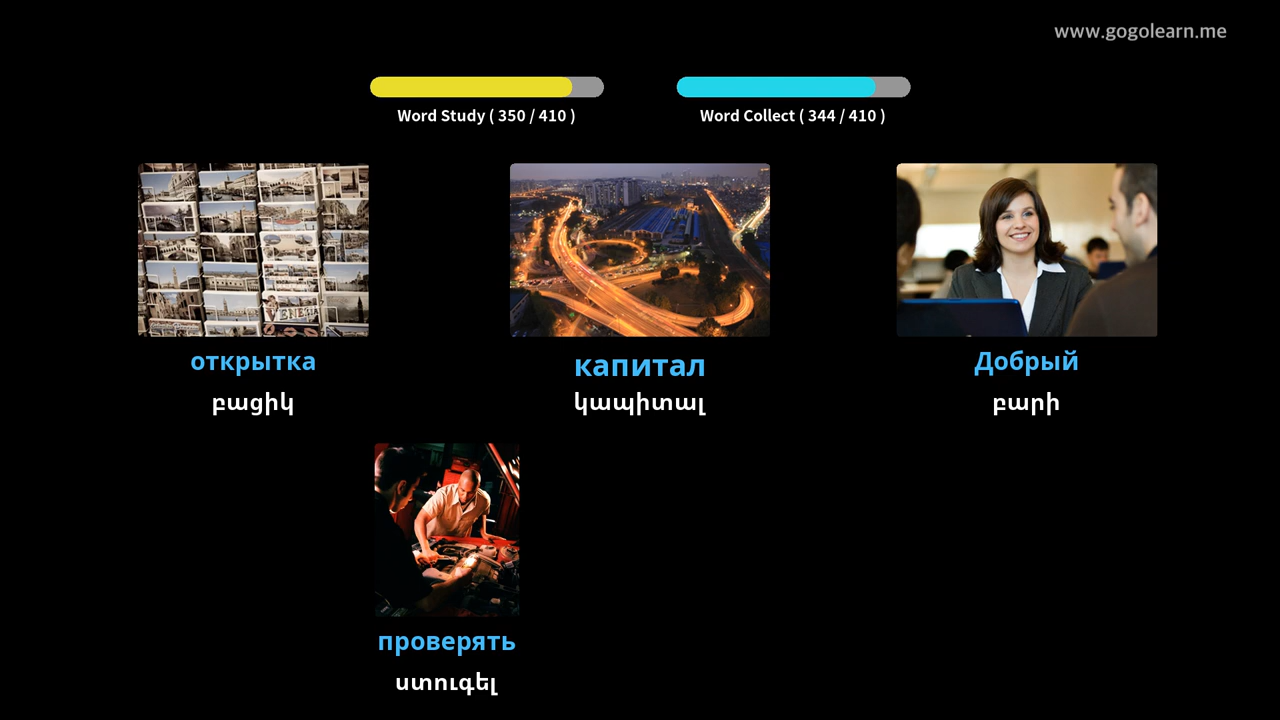 www.gogolearn.me
Word Study ( 350 / 410 )
Word Collect ( 344 / 410 )
открытка
բացիկ
капитал
կապիտալ
Добрый
բարի
проверять
ստուգել